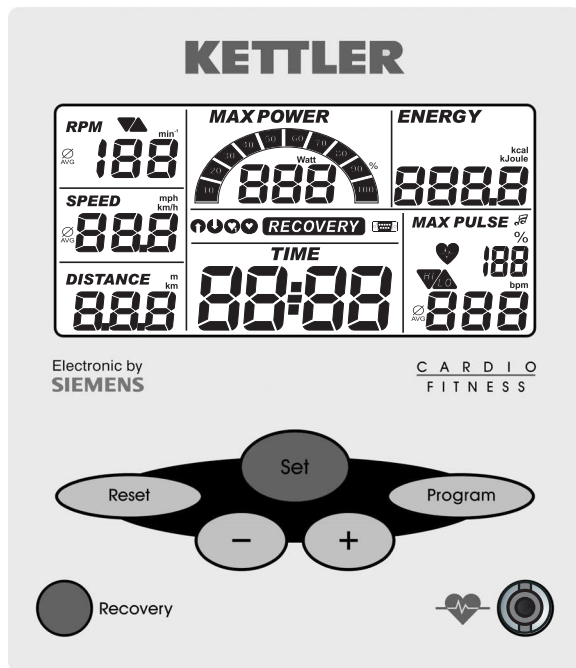 KETTLER
RPM
min⁻¹
Ø
AVG
188
MAX POWER
10 20 30 40 50 60 70 80 90 100
%
Watt
888
ENERGY
kcal
kJoule
888.8
SPEED
mph
km/h
Ø
AVG
88.8
RECOVERY
MAX PULSE
%
188
HI
LO
bpm
Ø
AVG
888
DISTANCE
m
km
8.8.8
TIME
88:88
Electronic by
SIEMENS
CARDIO
FITNESS
Set
Reset
Program
−
+
Recovery